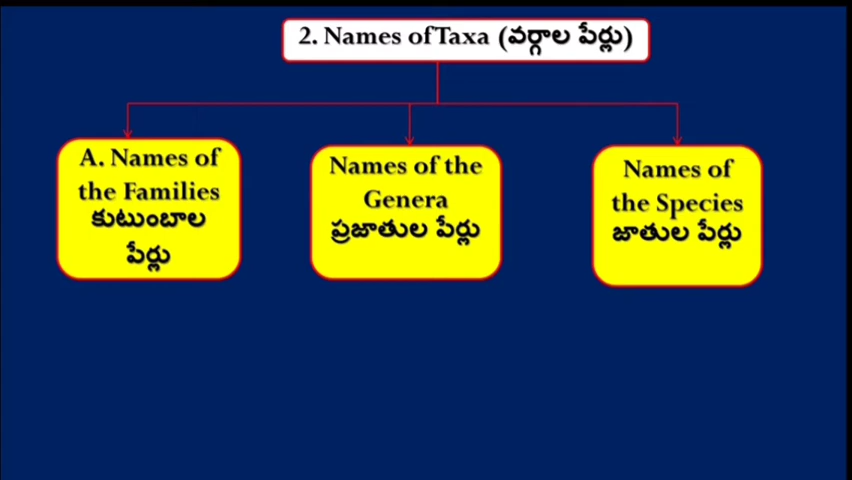 2. Names of Taxa (వర్గాల పేర్లు)
A. Names of
the Families
కుటుంబాల
పేర్లు
Names of the
Genera
ప్రజాతుల పేర్లు
Names of
the Species
జాతుల పేర్లు